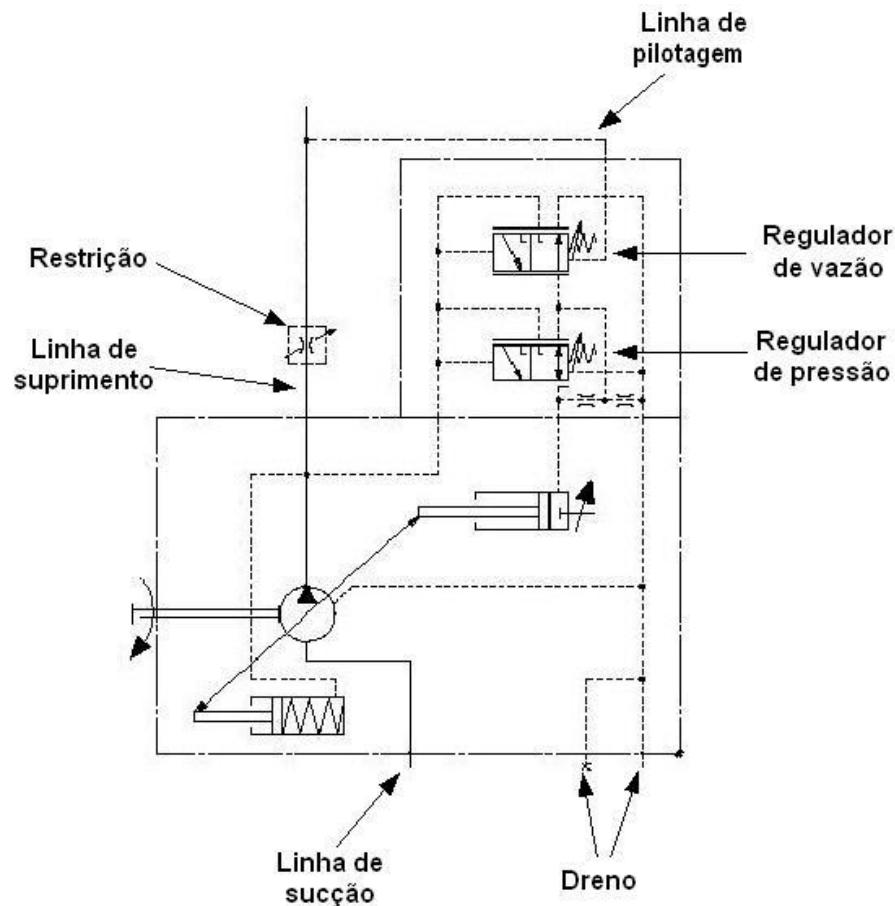 Linha de
pilotagem
Restrição
Regulador
de vazão
Linha de
suprimento
Regulador
de pressão
Linha de
sucção
Dreno